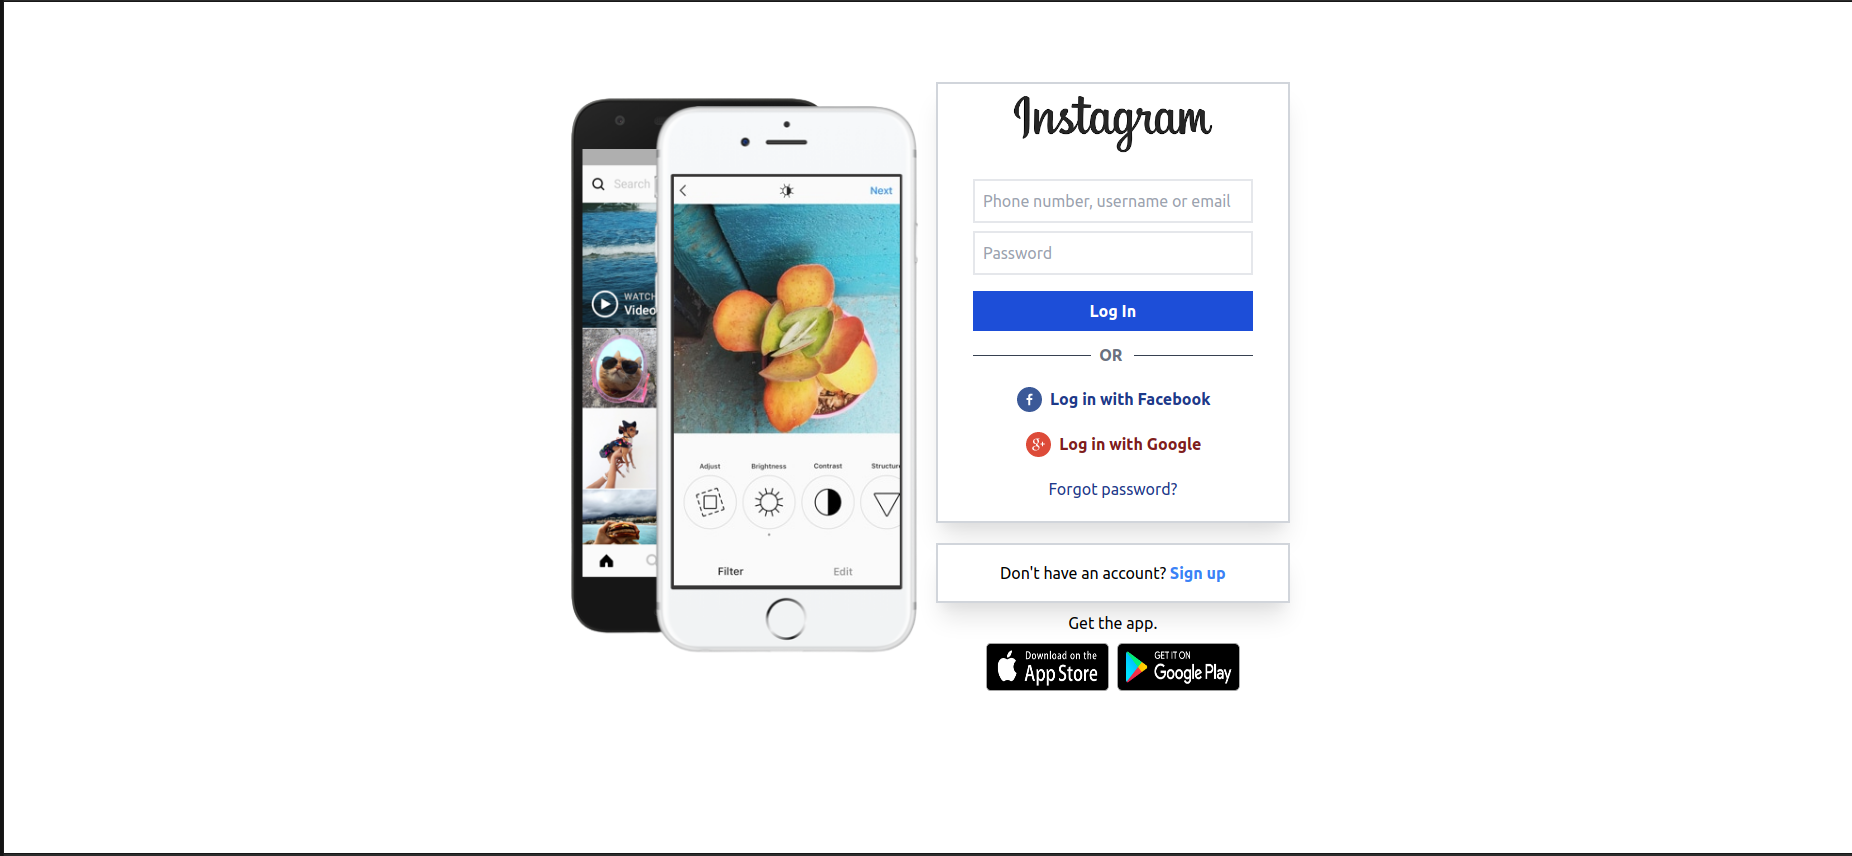 Search
WATCH
Video
Next
Adjust
Brightness
Contrast
Structure
Filter
Edit
Instagram
Phone number, username or email
Password
Log In
OR
f Log in with Facebook
g+ Log in with Google
Forgot password?
Don't have an account? Sign up
Get the app.
Download on the
App Store
GET IT ON
Google Play